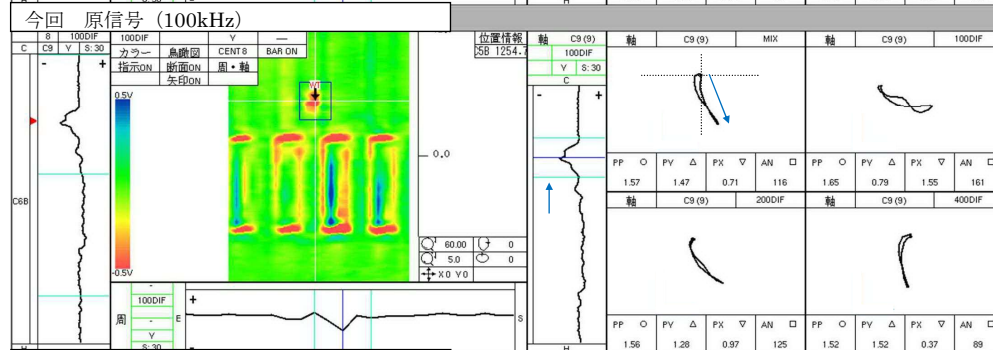 今回　原信号（100kHz）
8 100DIF
C C9 Y S:30
- +
C6B
100DIF Y —
カラー 鳥瞰図 CENT 8 BAR ON
指示ON 断面ON 周・軸
矢印ON
0.5V
-0.5V
0.0
位置情報
C5B 1254.7
60.00 0
5.0 0
X 0 Y 0
周
-
100DIF
-
Y
S:30
+
E
S
-
軸 C9 (9)
100DIF
Y S:30
C
- +
H
軸 C9 (9) MIX
PP ○ PY △ PX ▽ AN □
1.57 1.47 0.71 116
軸 C9 (9) 100DIF
PP ○ PY △ PX ▽ AN □
1.65 0.79 1.55 161
軸 C9 (9) 200DIF
PP ○ PY △ PX ▽ AN □
1.56 1.28 0.97 125
軸 C9 (9) 400DIF
PP ○ PY △ PX ▽ AN □
1.52 1.52 0.37 89